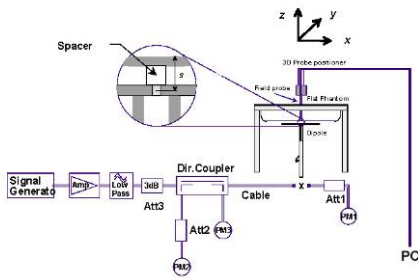 z
y
x
Spacer
s
3D Probe positioner
Field probe
Flat Phantom
Dipole
Signal
Generato
Amp
Low
Pass
3dB
Att3
Dir.Coupler
Cable
x
Att1
PM1
Att2
PM3
PM2
PC